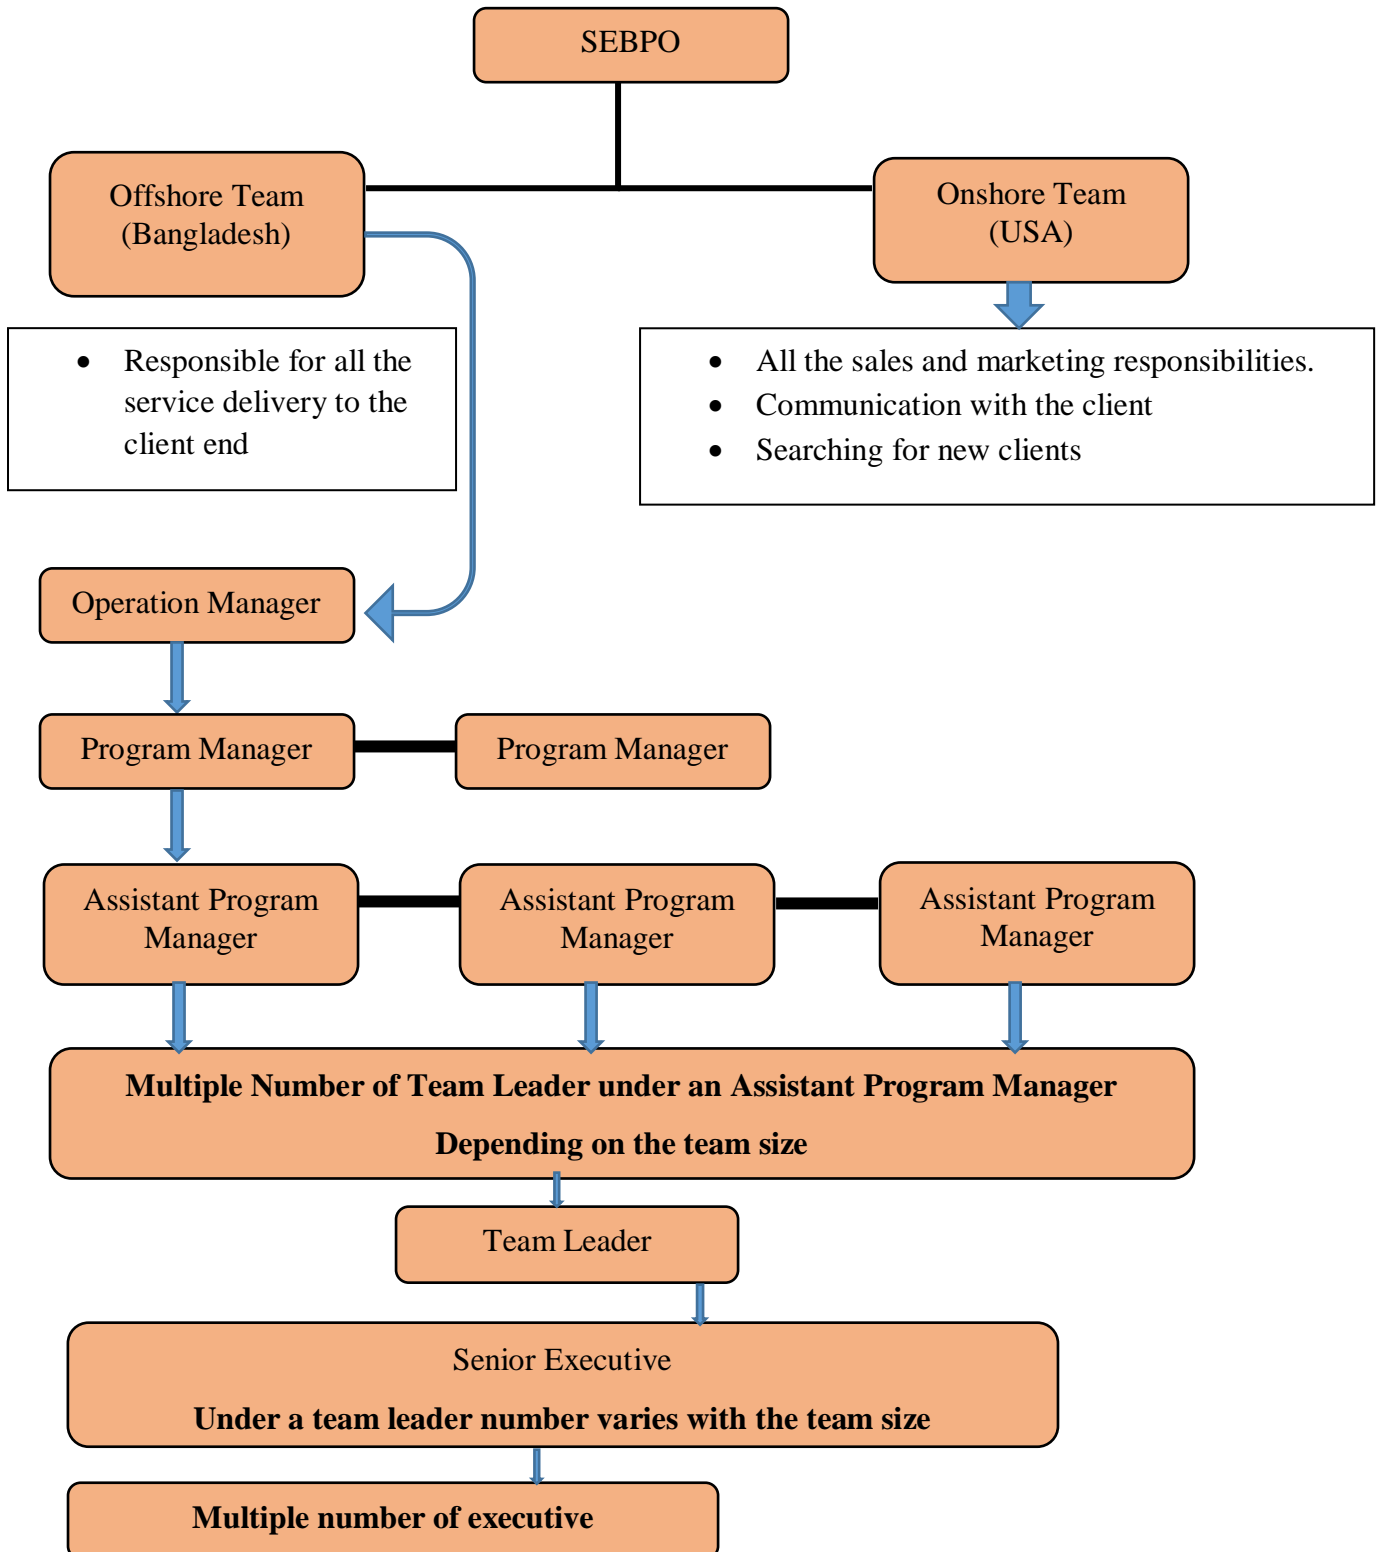 SEBPO
Offshore Team
(Bangladesh)
Onshore Team
(USA)
• Responsible for all the
service delivery to the
client end
• All the sales and marketing responsibilities.
• Communication with the client
• Searching for new clients
Operation Manager
Program Manager
Program Manager
Assistant Program
Manager
Assistant Program
Manager
Assistant Program
Manager
Multiple Number of Team Leader under an Assistant Program Manager
Depending on the team size
Team Leader
Senior Executive
Under a team leader number varies with the team size
Multiple number of executive